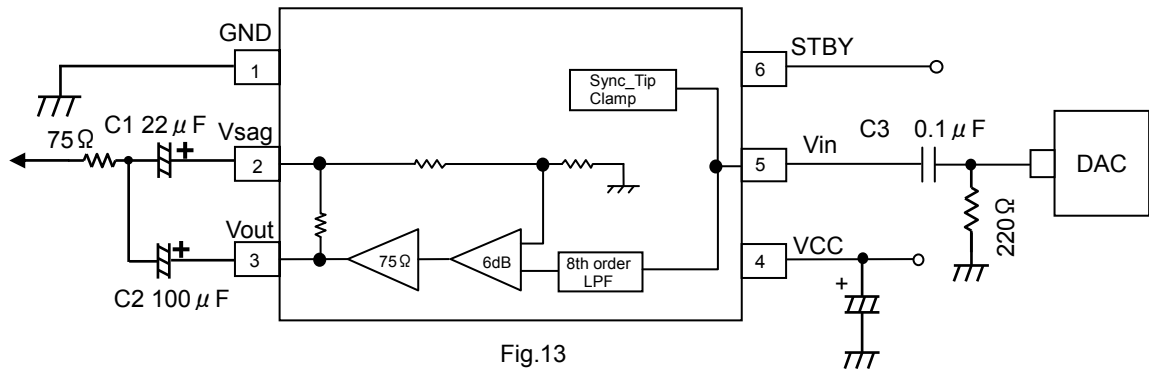 GND
1
STBY
6
Sync_Tip
Clamp
75Ω
C1 22μF
Vsag
2
Vin
5
C3 0.1μF
DAC
220Ω
Vout
3
75Ω
6dB
8th order
LPF
VCC
4
+
+
+
C2 100μF
Fig.13